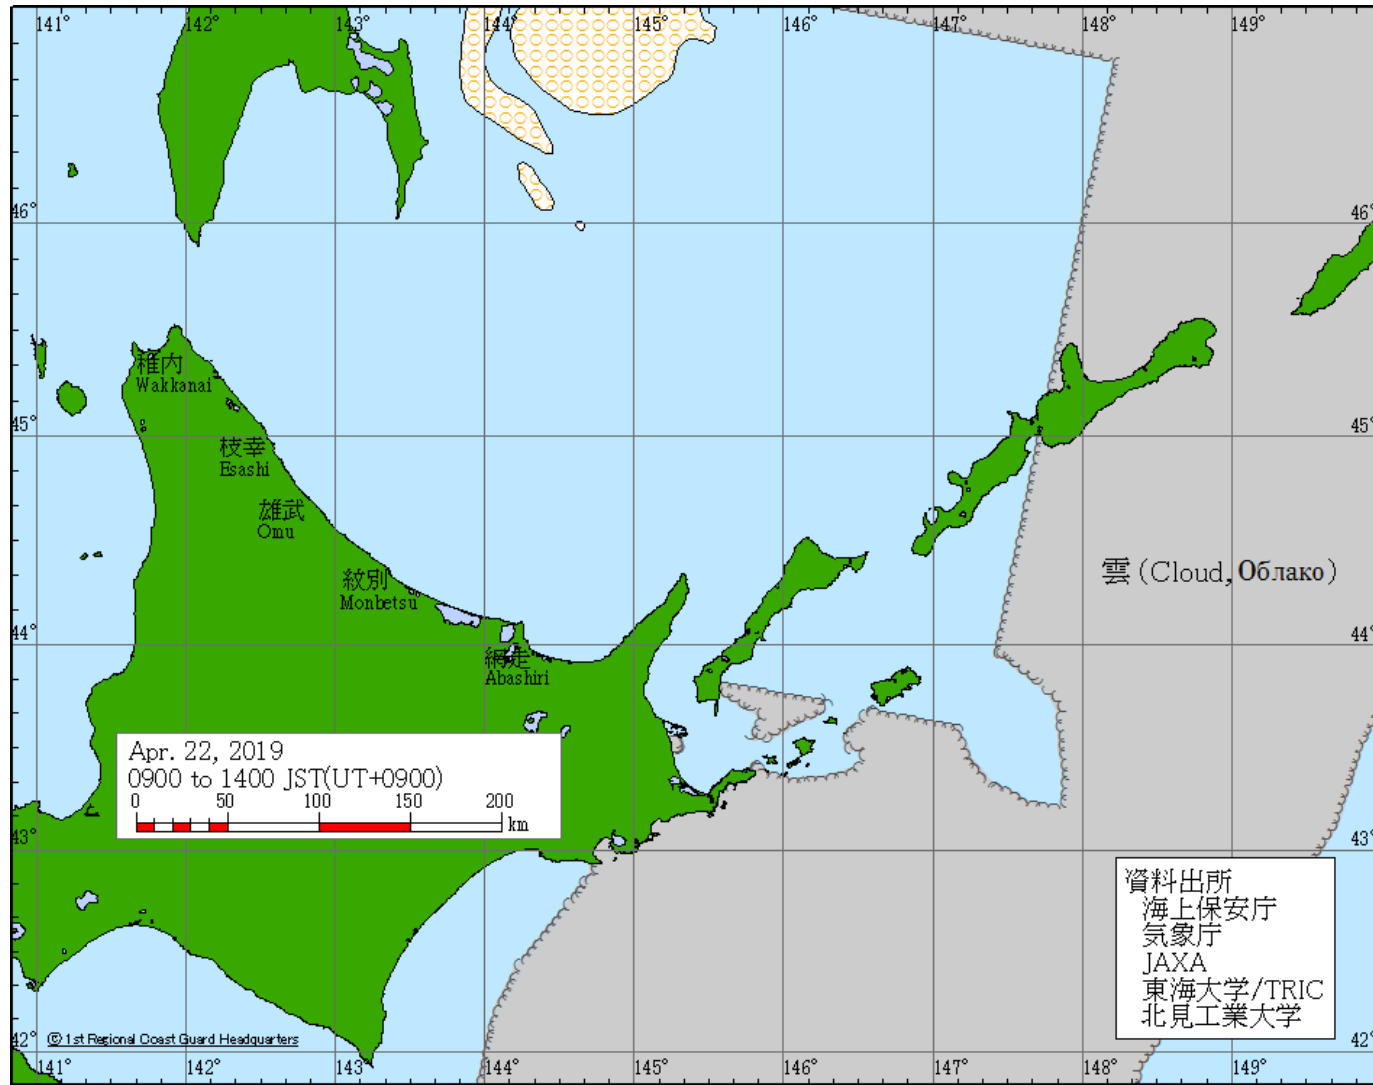 141° 142° 143° 144° 145° 146° 147° 148° 149°
46° 46°
稚内
Wakkanai
45° 45°
枝幸
Esashi
雄武
Omu
雲 (Cloud, Облако)
紋別
Monbetsu
44° 44°
網走
Abashiri
Apr. 22, 2019
0900 to 1400 JST(UT+0900)
0 50 100 150 200
km
43° 43°
資料出所
海上保安庁
気象庁
JAXA
東海大学/TRIC
北見工業大学
42° 42°
© 1st Regional Coast Guard Headquarters
141° 142° 143° 144° 145° 146° 147° 148° 149°